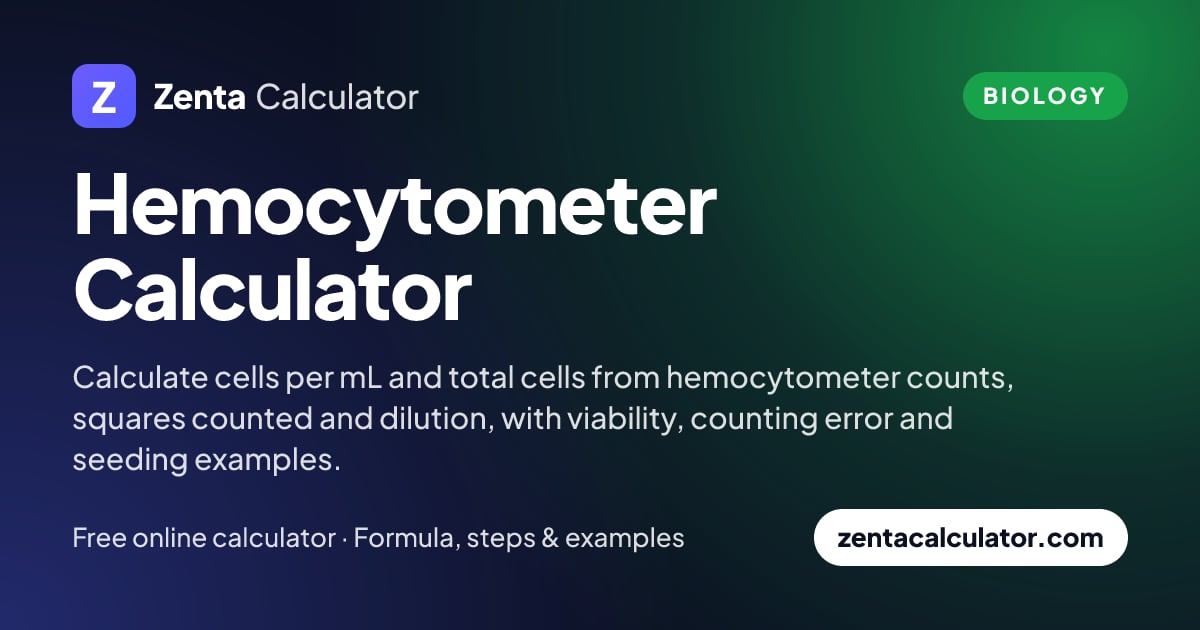 Z
Zenta Calculator
BIOLOGY
Hemocytometer
Calculator
Calculate cells per mL and total cells from hemocytometer counts,
squares counted and dilution, with viability, counting error and
seeding examples.
Free online calculator · Formula, steps & examples
zentacalculator.com